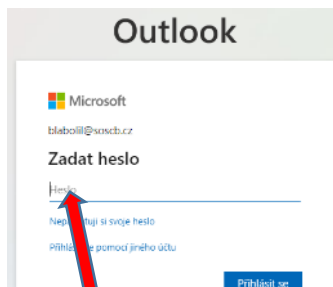 Outlook
Microsoft
blabolil@soscb.cz
Zadat heslo
Heslo
si svoje heslo
pomocí jiného účtu
Přihlásit se